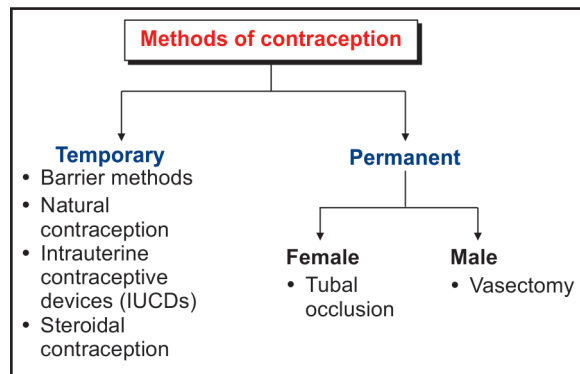 Methods of contraception
Temporary
• Barrier methods
• Natural
contraception
• Intrauterine
contraceptive
devices (IUCDs)
• Steroidal
contraception
Permanent
Female
• Tubal
occlusion
Male
• Vasectomy